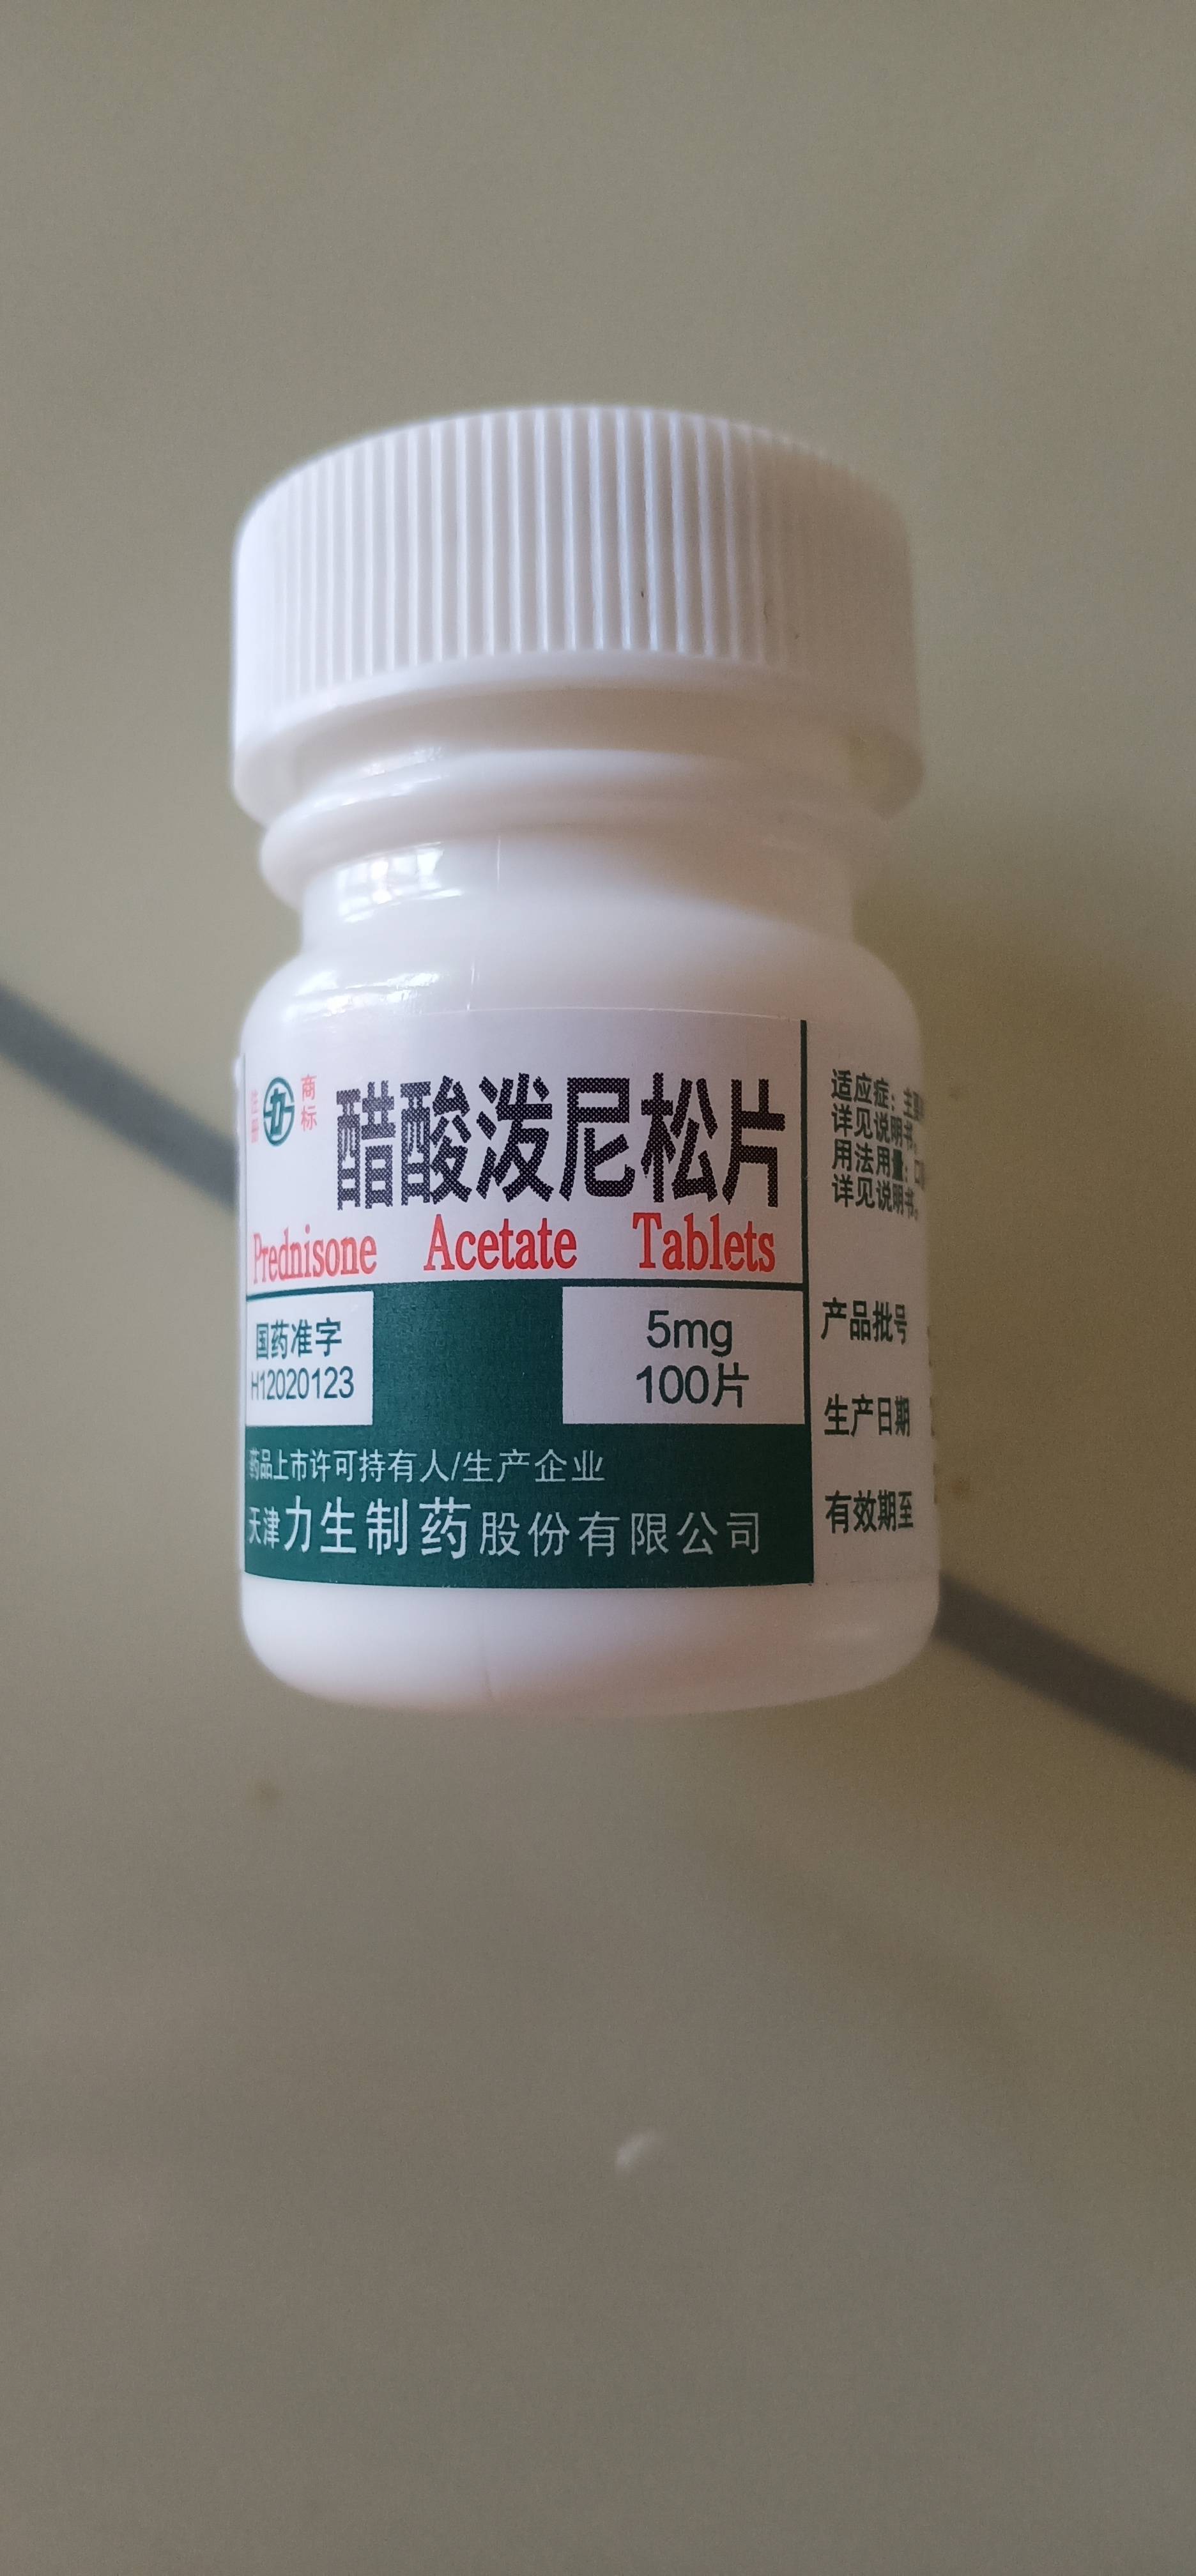 商标
力
醋酸泼尼松片
Prednisone Acetate Tablets
国药准字
H12020123
5mg
100片
药品上市许可持有人/生产企业
天津力生制药股份有限公司
适应症：主
详见说明书。
用法用量：口
详见说明书。
产品批号
生产日期
有效期至